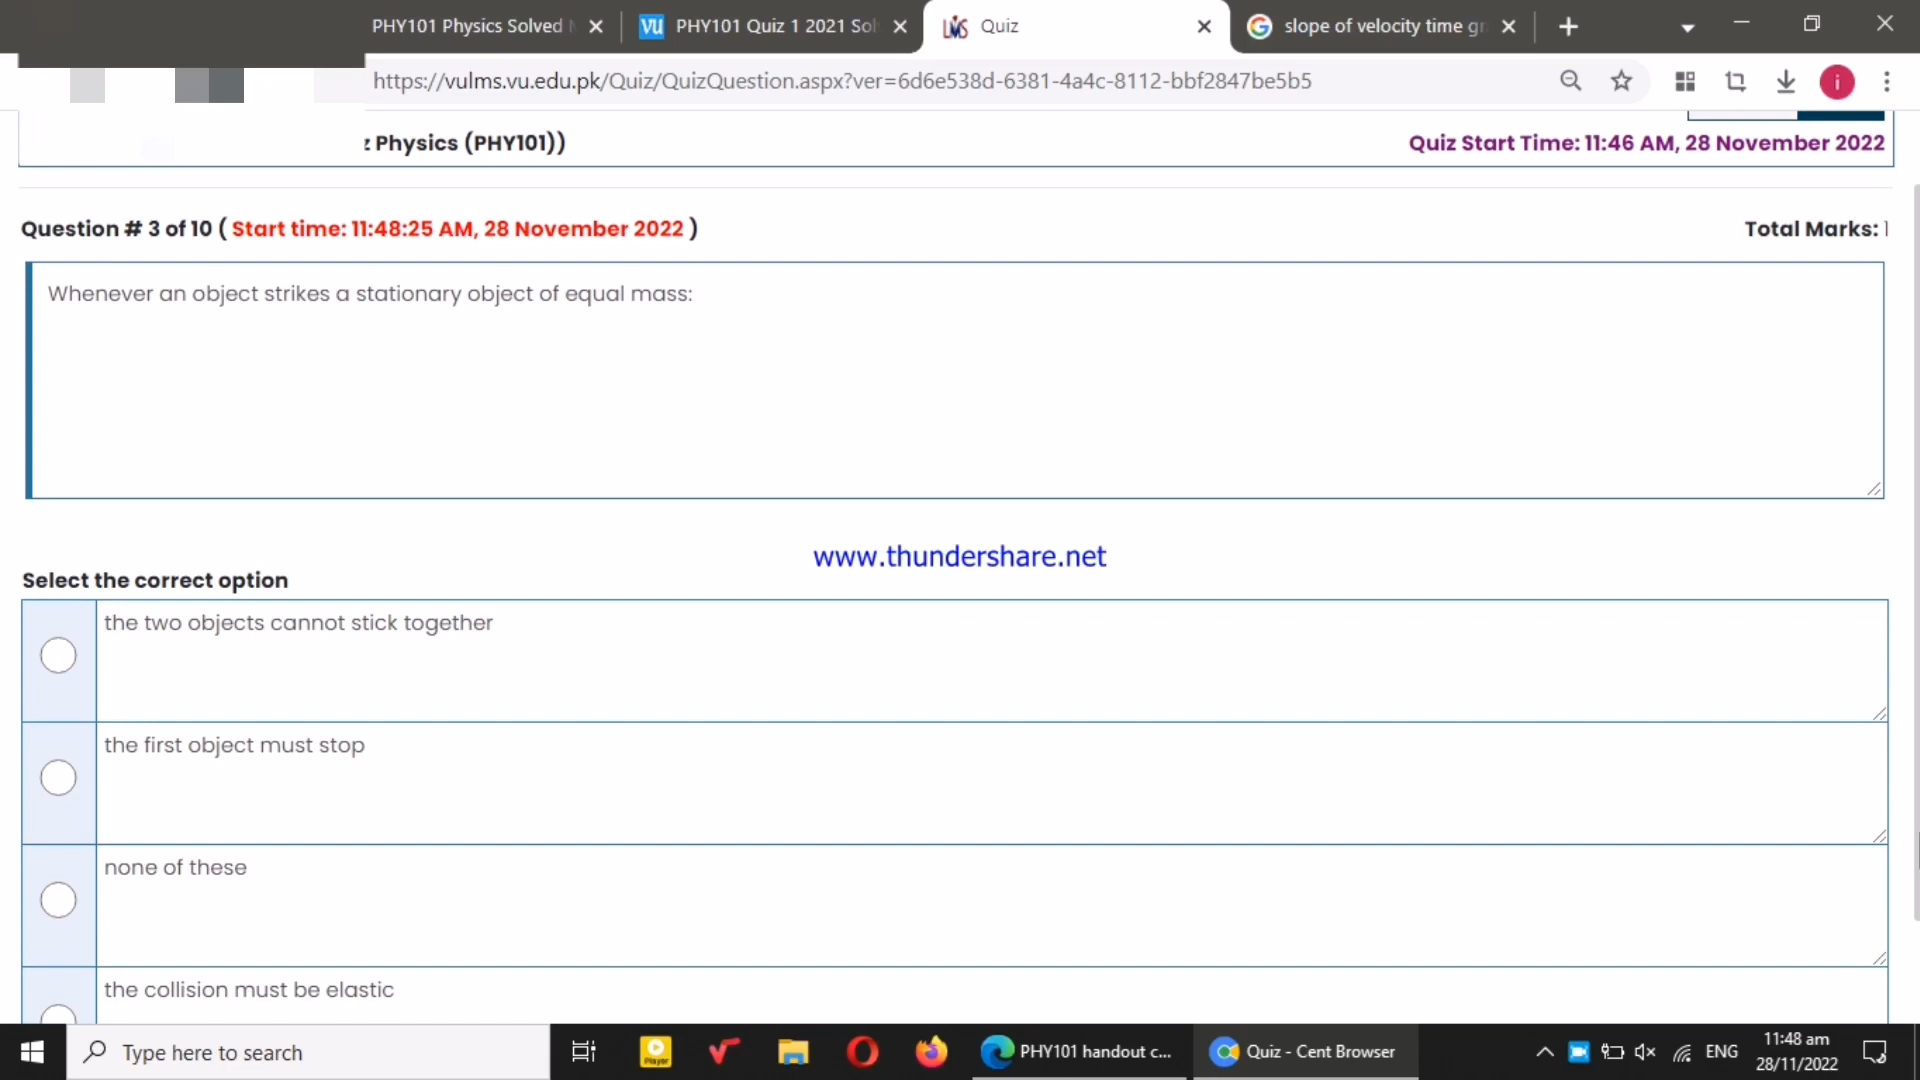 PHY101 Physics Solved
PHY101 Quiz 1 2021 Sol
Quiz
slope of velocity time gr
https://vulms.vu.edu.pk/Quiz/QuizQuestion.aspx?ver=6d6e538d-6381-4a4c-8112-bbf2847be5b5
Physics (PHY101))
Quiz Start Time: 11:46 AM, 28 November 2022
Question # 3 of 10 ( Start time: 11:48:25 AM, 28 November 2022 )
Total Marks: 1
Whenever an object strikes a stationary object of equal mass:
www.thundershare.net
Select the correct option
the two objects cannot stick together
the first object must stop
none of these
the collision must be elastic
Type here to search
Player
PHY101 handout c...
Quiz - Cent Browser
ENG
11:48 am
28/11/2022